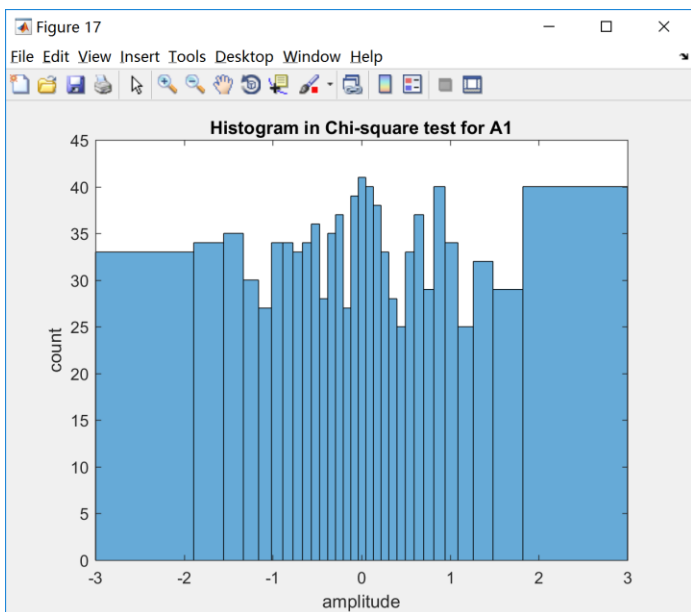 Figure 17
File Edit View Insert Tools Desktop Window Help
Histogram in Chi-square test for A1
45
40
35
30
25
20
15
10
5
0
count
-3 -2 -1 0 1 2 3
amplitude